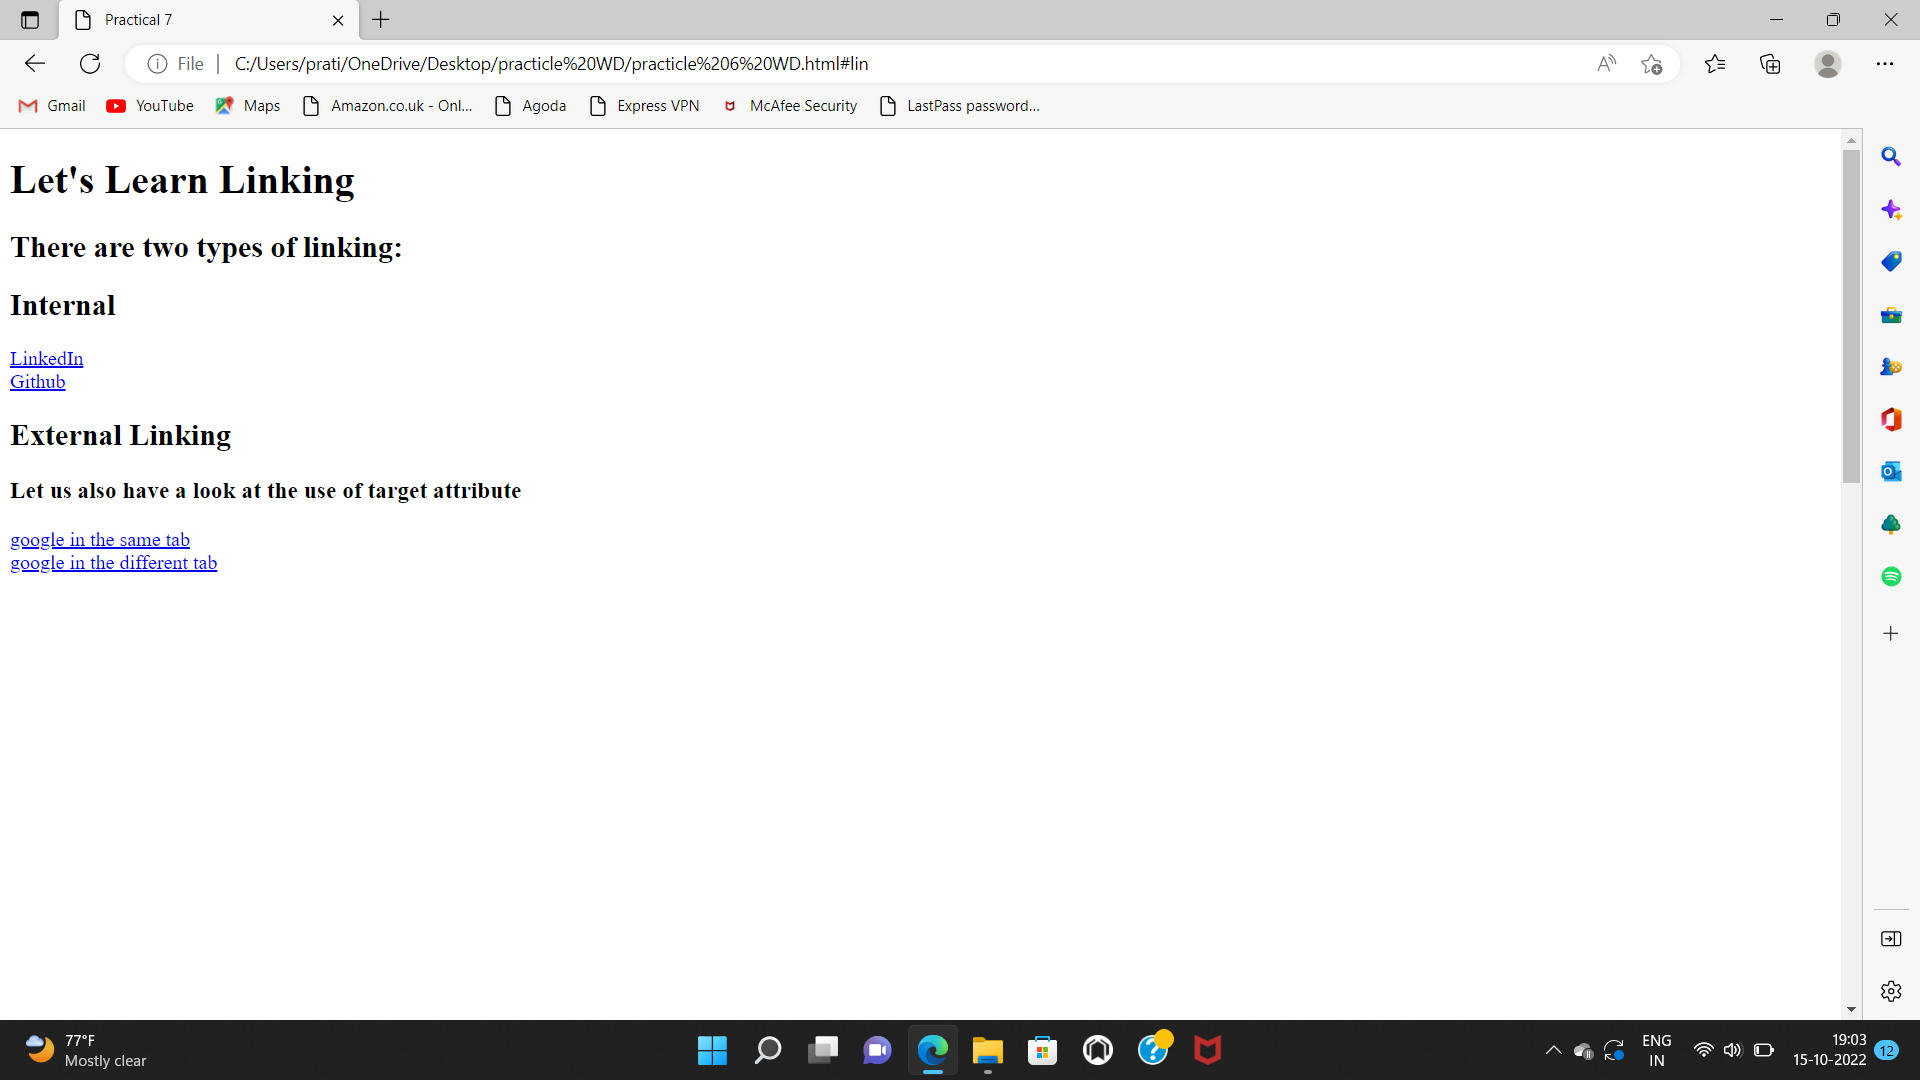 Practical 7
File
C:/Users/prati/OneDrive/Desktop/practicle%20WD/practicle%206%20WD.html#lin
Gmail
YouTube
Maps
Amazon.co.uk - Onl...
Agoda
Express VPN
McAfee Security
LastPass password...
Let's Learn Linking
There are two types of linking:
Internal
LinkedIn
Github
External Linking
Let us also have a look at the use of target attribute
google in the same tab
google in the different tab
77°F
Mostly clear
ENG
IN
19:03
15-10-2022
12